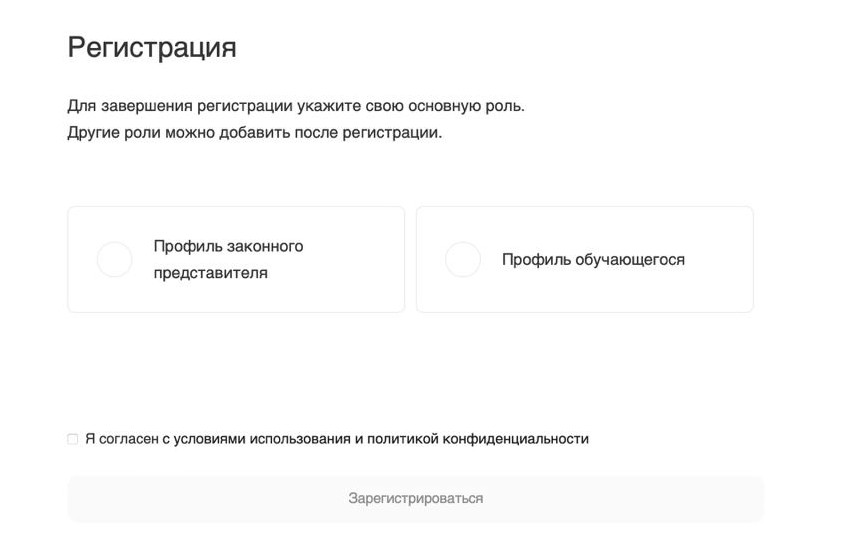 Регистрация
Для завершения регистрации укажите свою основную роль.
Другие роли можно добавить после регистрации.
Профиль законного
представителя
Профиль обучающегося
Я согласен с условиями использования и политикой конфиденциальности
Зарегистрироваться